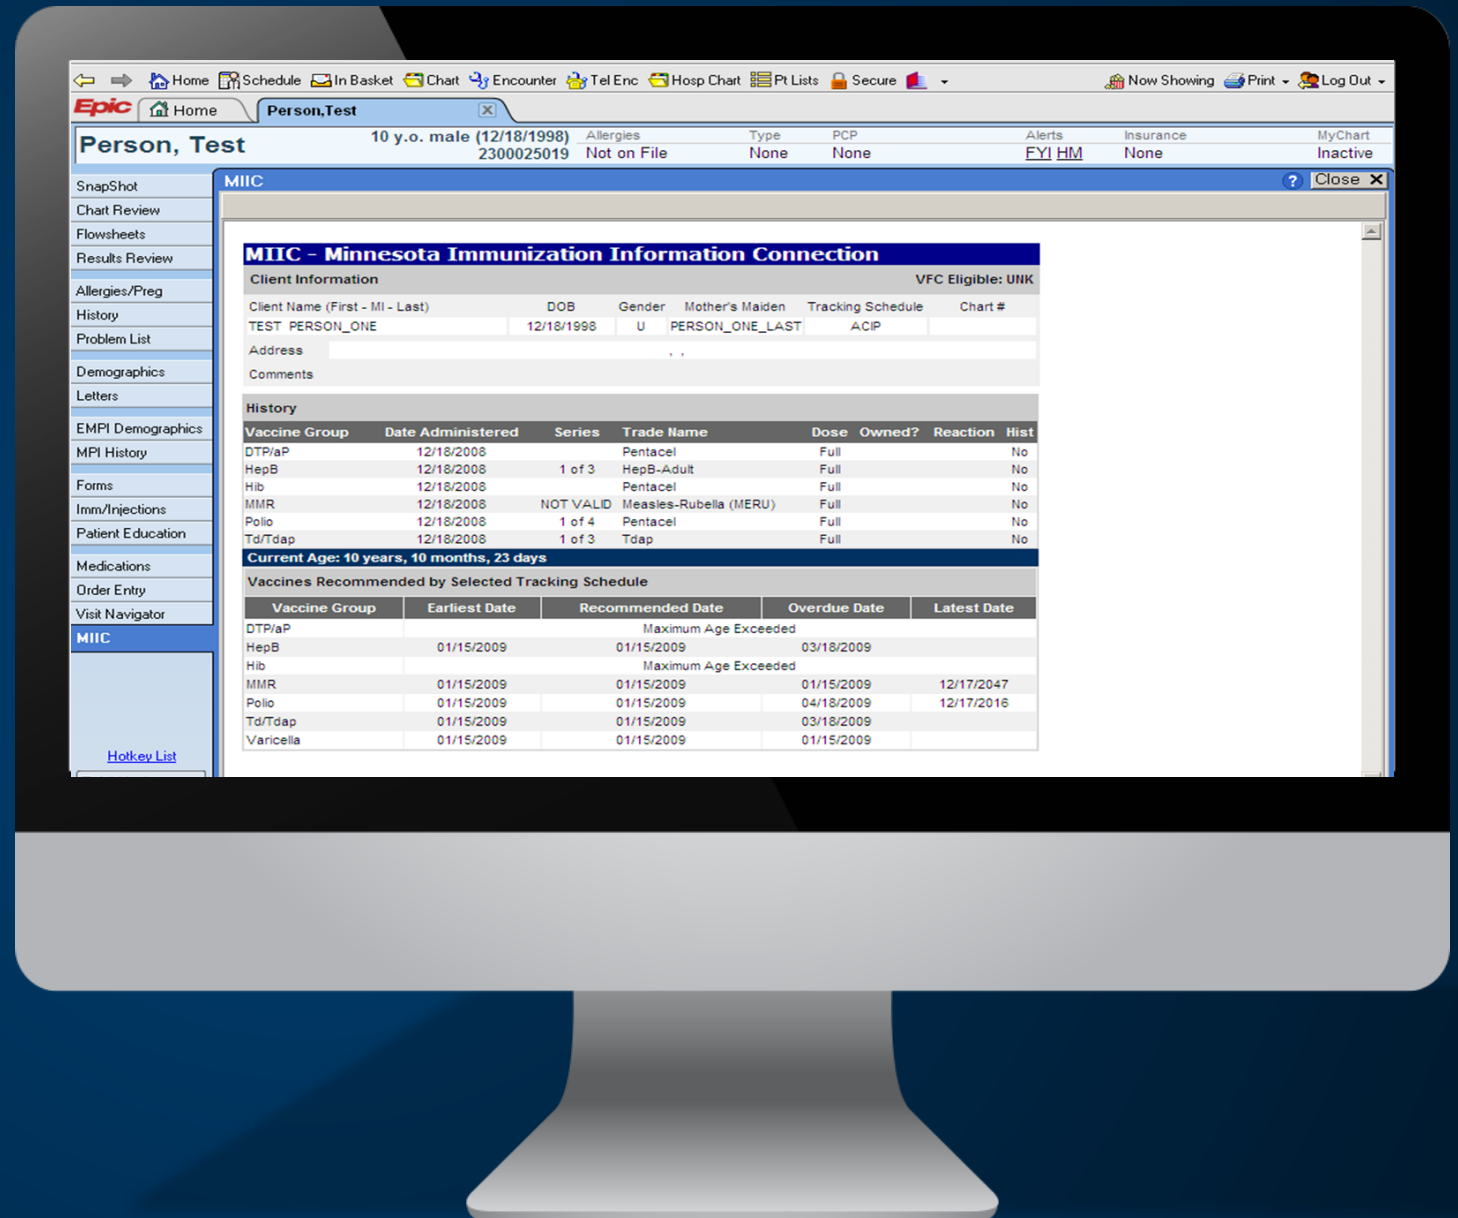 Home Schedule In Basket Chart Encounter Tel Enc Hosp Chart Pt Lists Secure Now Showing Print Log Out
Epic Home Person,Test
Person, Test 10 y.o. male (12/18/1998) Allergies Type PCP Alerts Insurance MyChart
2300025019 Not on File None None FYI HM None Inactive
SnapShot
Chart Review
Flowsheets
Results Review
Allergies/Preg
History
Problem List
Demographics
Letters
EMPI Demographics
MPI History
Forms
Imm/Injections
Patient Education
Medications
Order Entry
Visit Navigator
MIIC
Hotkey List
MIIC ? Close X
MIIC - Minnesota Immunization Information Connection
Client Information VFC Eligible: UNK
Client Name (First - MI - Last) DOB Gender Mother's Maiden Tracking Schedule Chart #
TEST PERSON_ONE 12/18/1998 U PERSON_ONE_LAST ACIP
Address , ,
Comments
History
Vaccine Group Date Administered Series Trade Name Dose Owned? Reaction Hist
DTP/aP 12/18/2008 Pentacel Full No
HepB 12/18/2008 1 of 3 HepB-Adult Full No
Hib 12/18/2008 Pentacel Full No
MMR 12/18/2008 NOT VALID Measles-Rubella (MERU) Full No
Polio 12/18/2008 1 of 4 Pentacel Full No
Td/Tdap 12/18/2008 1 of 3 Tdap Full No
Current Age: 10 years, 10 months, 23 days
Vaccines Recommended by Selected Tracking Schedule
Vaccine Group Earliest Date Recommended Date Overdue Date Latest Date
DTP/aP Maximum Age Exceeded
HepB 01/15/2009 01/15/2009 03/18/2009
Hib Maximum Age Exceeded
MMR 01/15/2009 01/15/2009 01/15/2009 12/17/2047
Polio 01/15/2009 01/15/2009 04/18/2009 12/17/2016
Td/Tdap 01/15/2009 01/15/2009 03/18/2009
Varicella 01/15/2009 01/15/2009 01/15/2009